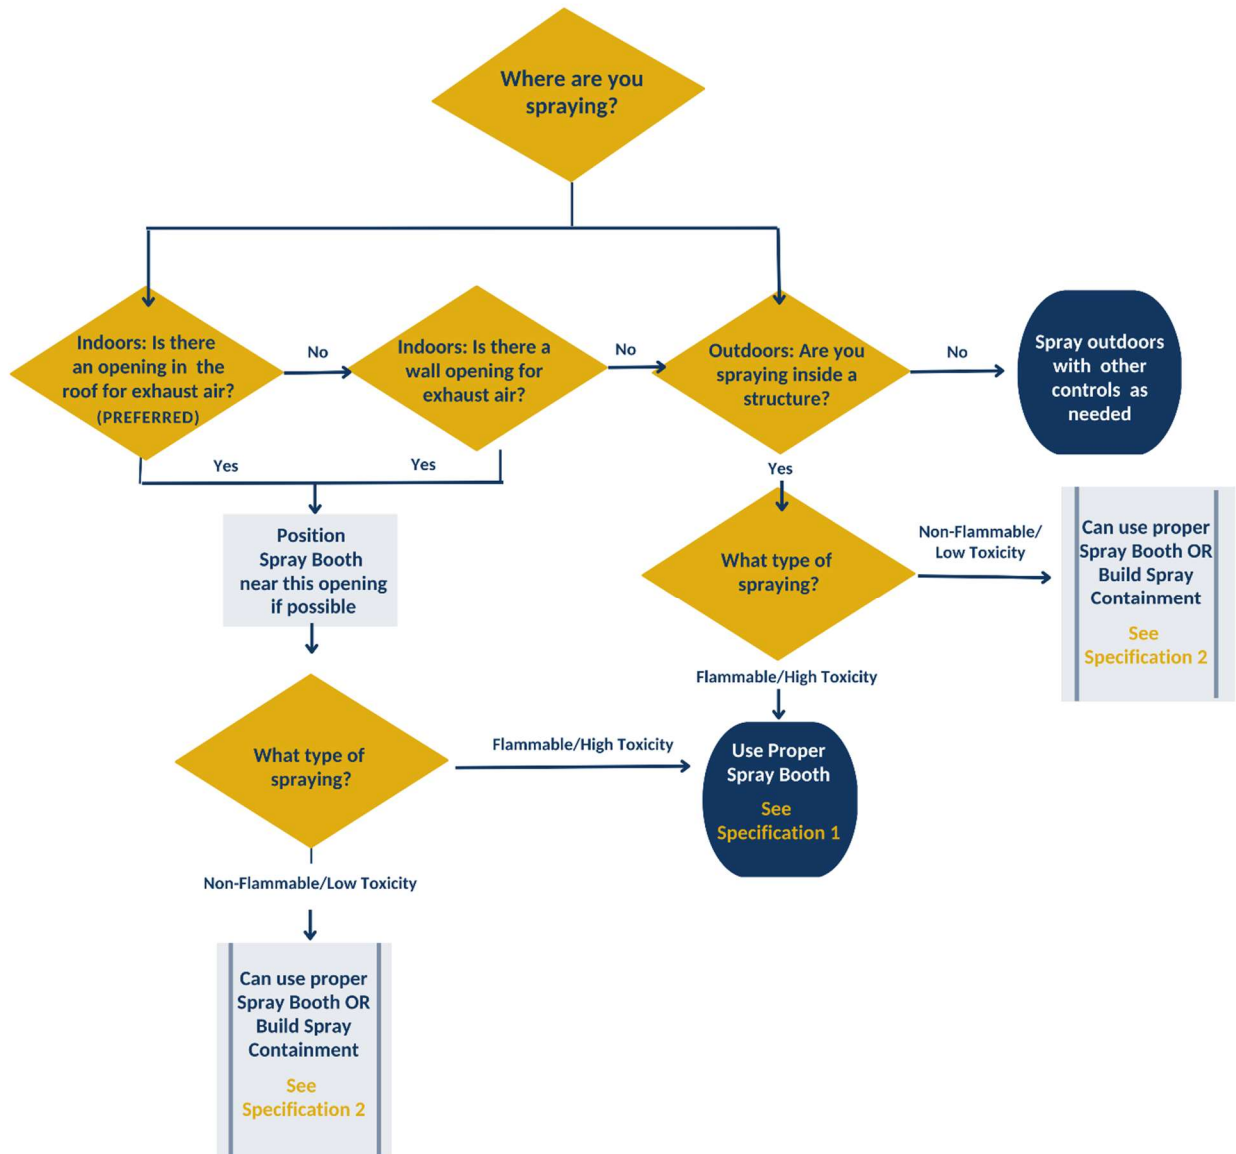 Where are you
spraying?
Indoors: Is there
an opening in the
roof for exhaust air?
(PREFERRED)
No
Indoors: Is there a
wall opening for
exhaust air?
No
Outdoors: Are you
spraying inside a
structure?
No
Spray outdoors
with other
controls as
needed
Yes
Yes
Yes
Position
Spray Booth
near this opening
if possible
What type of
spraying?
Non-Flammable/
Low Toxicity
Can use proper
Spray Booth OR
Build Spray
Containment
See
Specification 2
Flammable/High Toxicity
What type of
spraying?
Flammable/High Toxicity
Use Proper
Spray Booth
See
Specification 1
Non-Flammable/Low Toxicity
Can use proper
Spray Booth OR
Build Spray
Containment
See
Specification 2